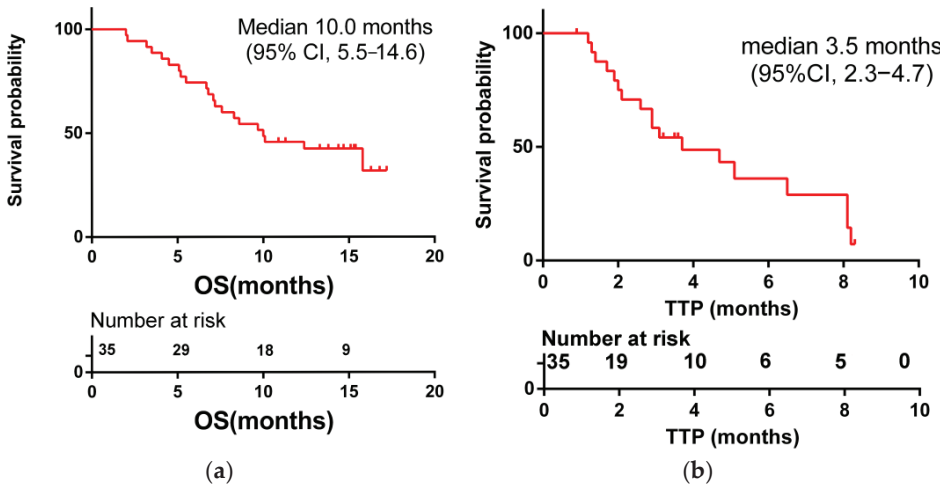 Median 10.0 months
(95% CI, 5.5–14.6)
Survival probability
100
50
0
0 5 10 15 20
OS(months)
Number at risk
35 29 18 9
0
0 5 10 15 20
OS(months)
(a)
median 3.5 months
(95%CI, 2.3−4.7)
Survival probability
100
50
0
0 2 4 6 8 10
TTP (months)
Number at risk
35 19 10 6 5 0
0
0 2 4 6 8 10
TTP (months)
(b)